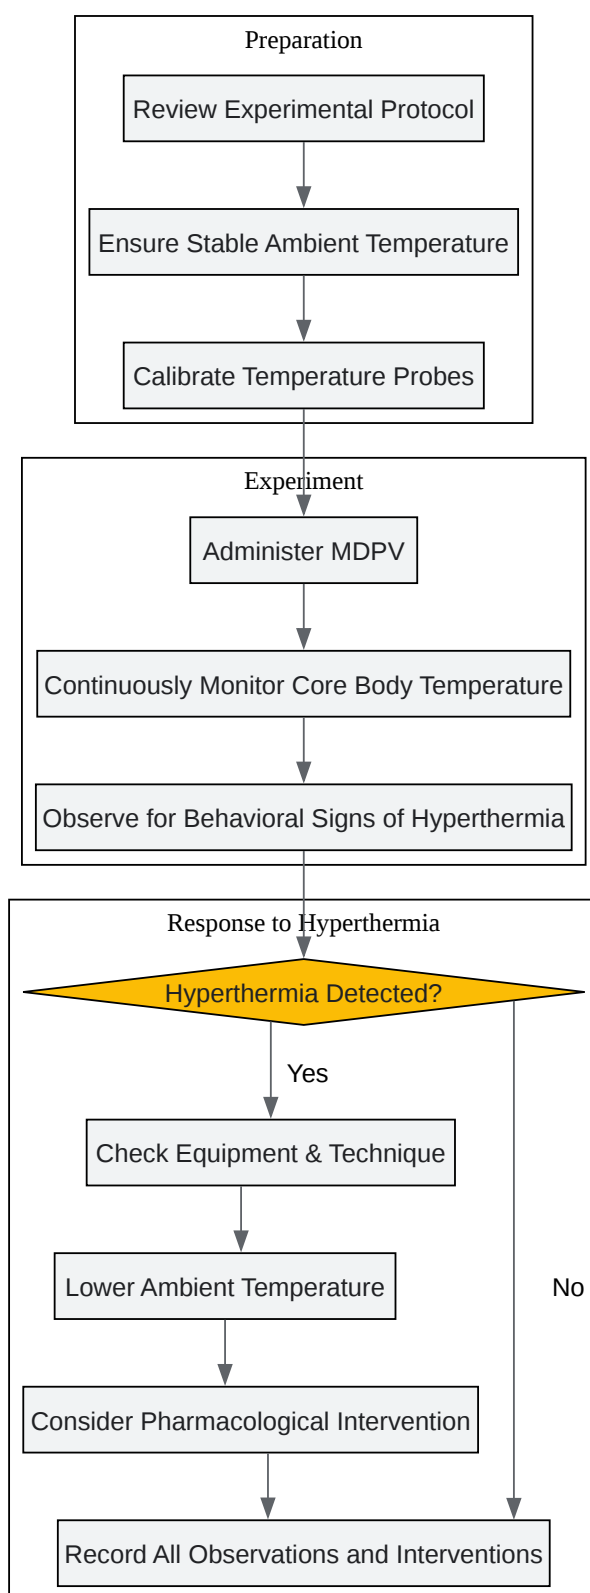 Preparation
Review Experimental Protocol
Ensure Stable Ambient Temperature
Calibrate Temperature Probes
Experiment
Administer MDPV
Continuously Monitor Core Body Temperature
Observe for Behavioral Signs of Hyperthermia
Response to Hyperthermia
Hyperthermia Detected?
Yes
Check Equipment & Technique
Lower Ambient Temperature
No
Consider Pharmacological Intervention
Record All Observations and Interventions